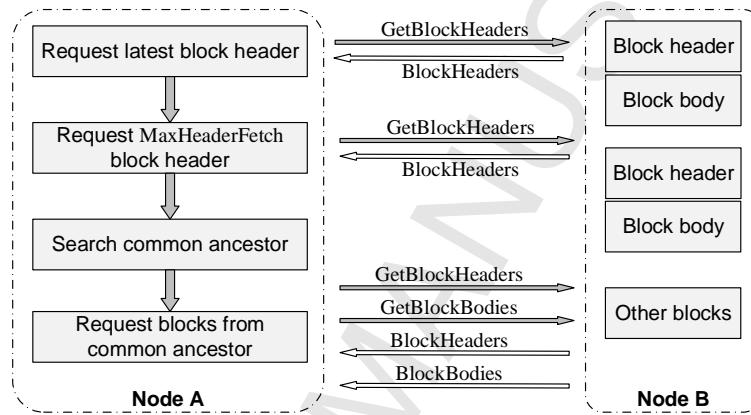 Request latest block header
Request MaxHeaderFetch
block header
Search common ancestor
Request blocks from
common ancestor
Node A
GetBlockHeaders
BlockHeaders
GetBlockHeaders
BlockHeaders
GetBlockHeaders
GetBlockBodies
BlockHeaders
BlockBodies
Block header
Block body
Block header
Block body
Other blocks
Node B
MANUS